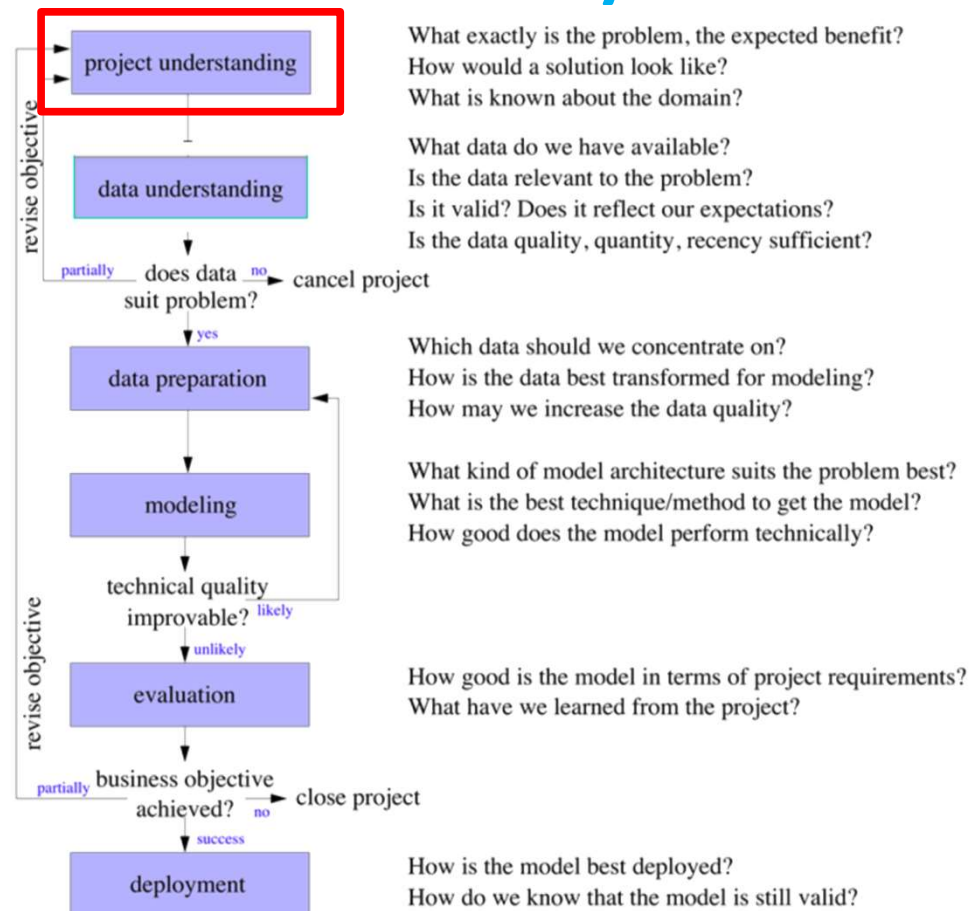 project understanding
What exactly is the problem, the expected benefit?
How would a solution look like?
What is known about the domain?
revise objective
data understanding
What data do we have available?
Is the data relevant to the problem?
Is it valid? Does it reflect our expectations?
Is the data quality, quantity, recency sufficient?
partially
does data
suit problem?
no
cancel project
yes
data preparation
Which data should we concentrate on?
How is the data best transformed for modeling?
How may we increase the data quality?
modeling
What kind of model architecture suits the problem best?
What is the best technique/method to get the model?
How good does the model perform technically?
technical quality
improvable?
likely
unlikely
revise objective
evaluation
How good is the model in terms of project requirements?
What have we learned from the project?
partially
business objective
achieved?
no
close project
success
deployment
How is the model best deployed?
How do we know that the model is still valid?